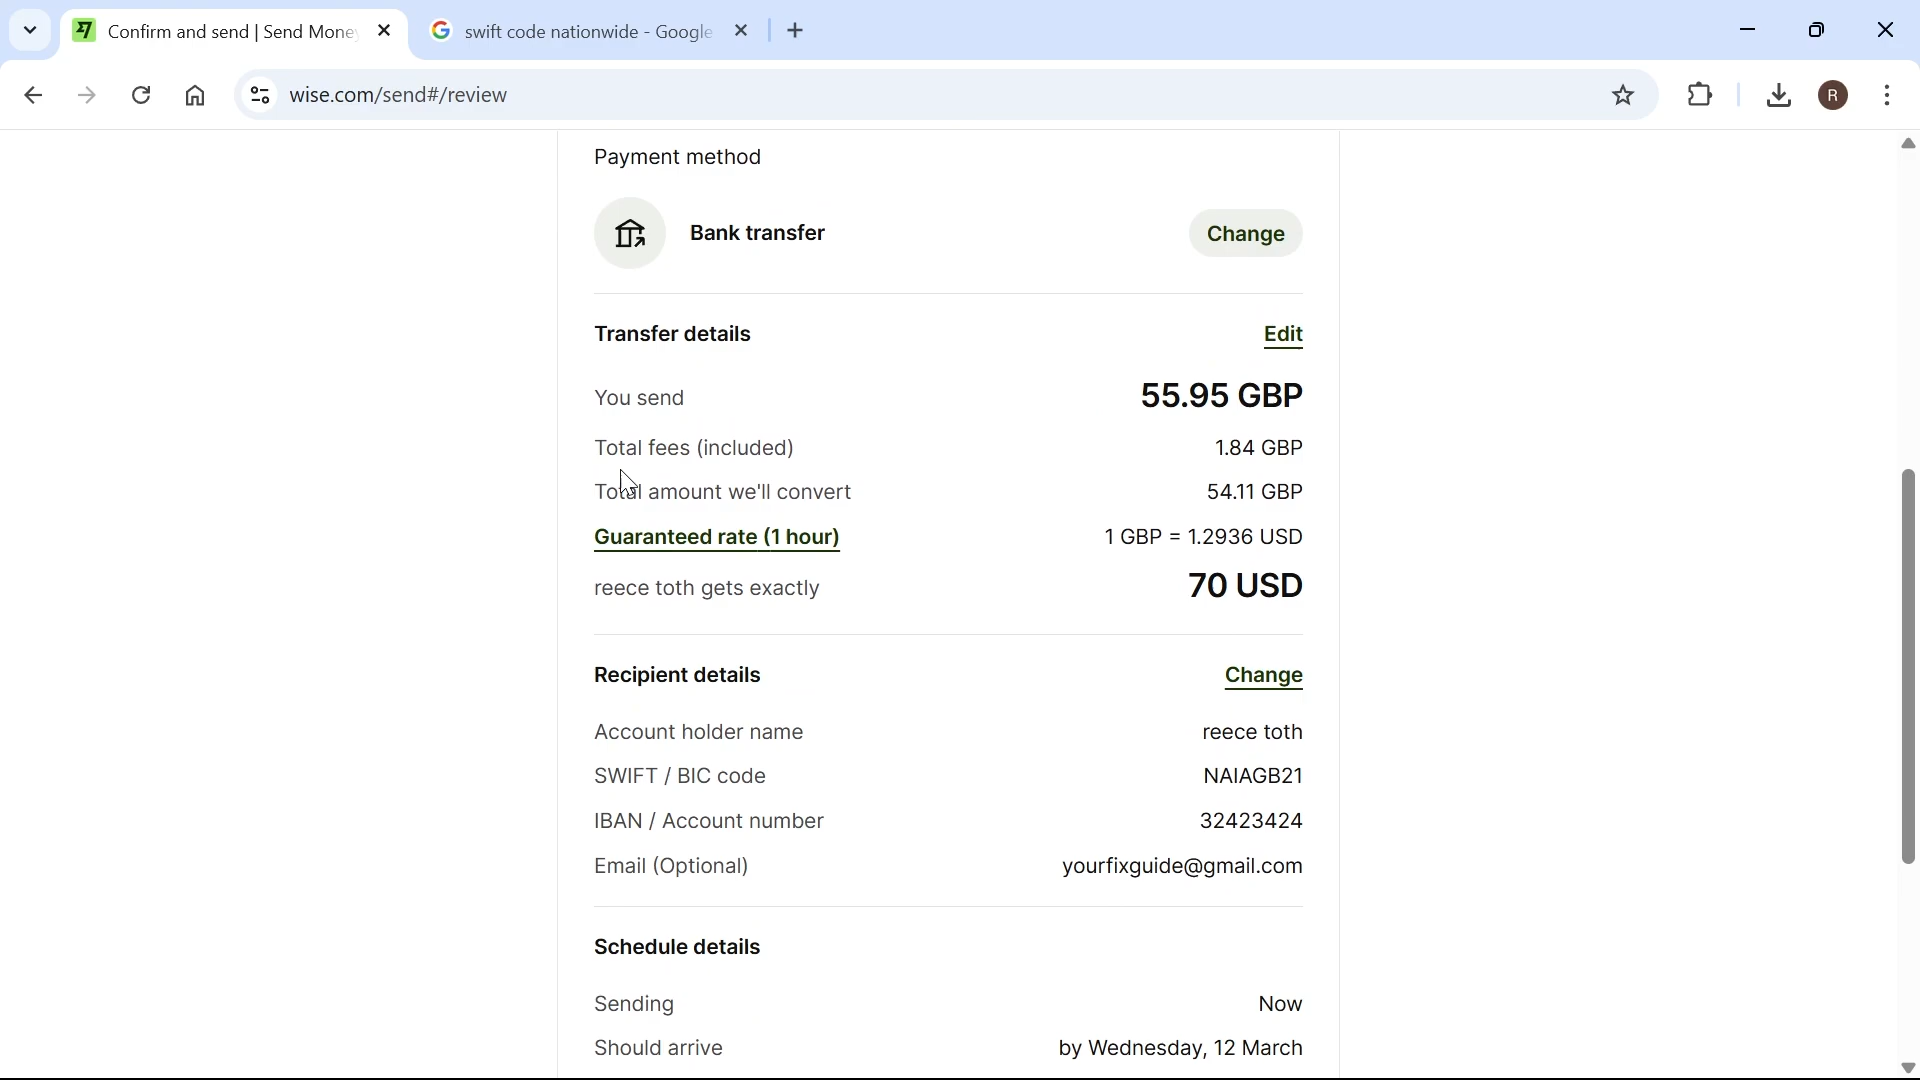 Confirm and send | Send Money
swift code nationwide - Google
wise.com/send#/review
R
Payment method
Bank transfer
Change
Transfer details
Edit
You send
55.95 GBP
Total fees (included)
1.84 GBP
Total amount we'll convert
54.11 GBP
Guaranteed rate (1 hour)
1 GBP = 1.2936 USD
reece toth gets exactly
70 USD
Recipient details
Change
Account holder name
reece toth
SWIFT / BIC code
NAIAGB21
IBAN / Account number
32423424
Email (Optional)
yourfixguide@gmail.com
Schedule details
Sending
Now
Should arrive
by Wednesday, 12 March